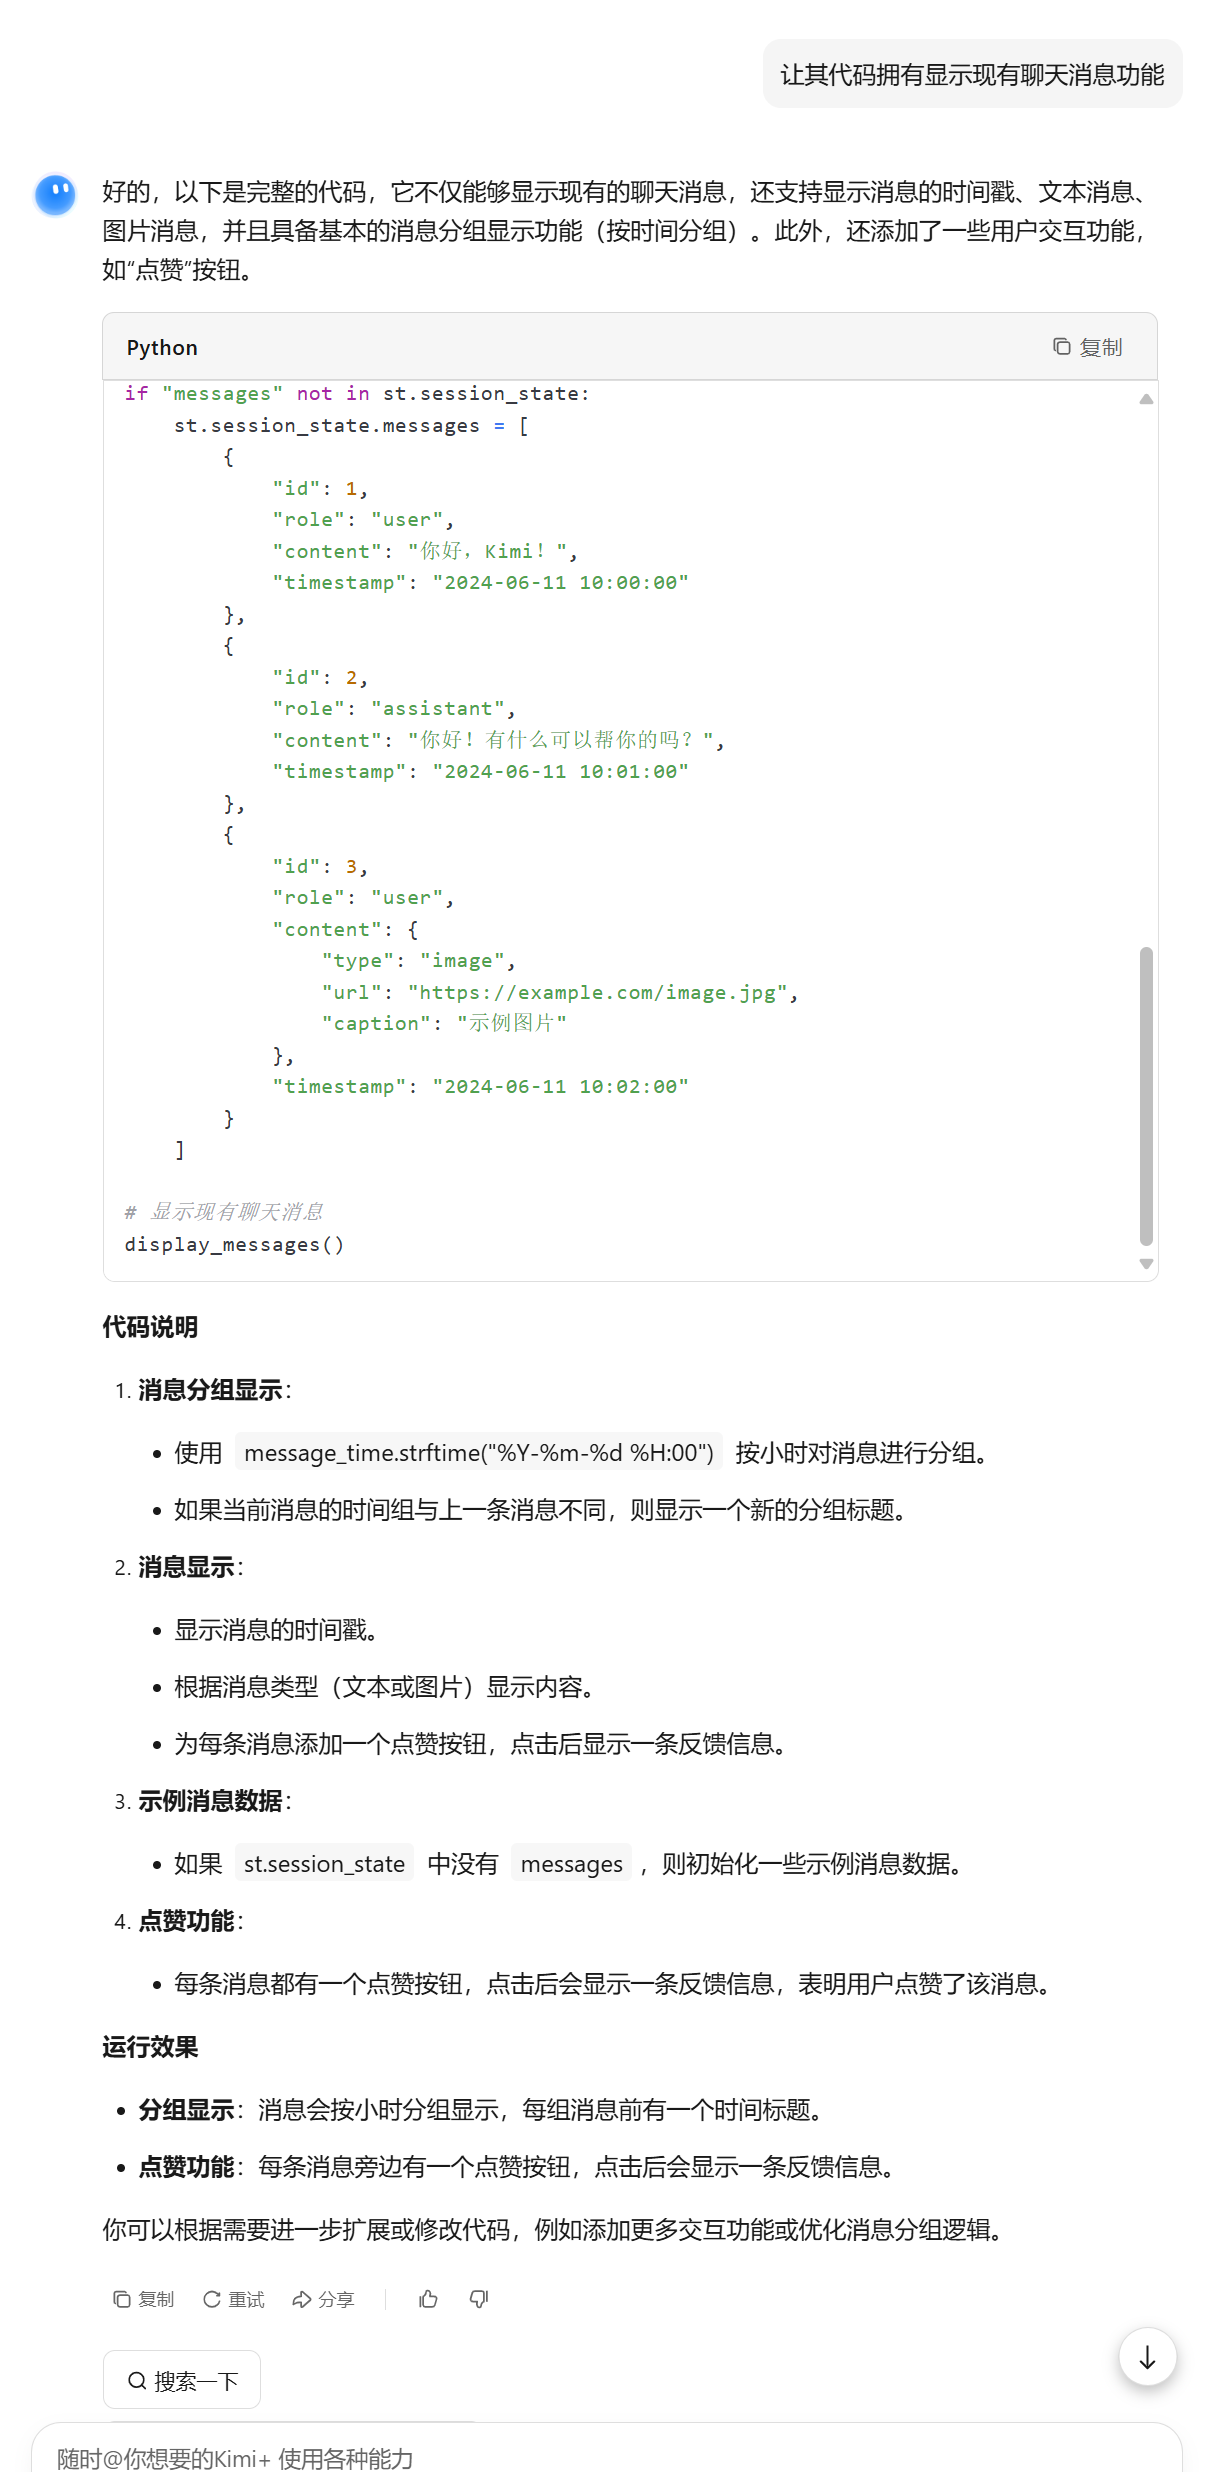 让其代码拥有显示现有聊天消息功能
好的，以下是完整的代码，它不仅能够显示现有的聊天消息，还支持显示消息的时间戳、文本消息、
图片消息，并且具备基本的消息分组显示功能（按时间分组）。此外，还添加了一些用户交互功能，
如“点赞”按钮。
Python 复制
if "messages" not in st.session_state:
    st.session_state.messages = [
        {
            "id": 1,
            "role": "user",
            "content": "你好，Kimi！",
            "timestamp": "2024-06-11 10:00:00"
        },
        {
            "id": 2,
            "role": "assistant",
            "content": "你好！有什么可以帮你的吗？",
            "timestamp": "2024-06-11 10:01:00"
        },
        {
            "id": 3,
            "role": "user",
            "content": {
                "type": "image",
                "url": "https://example.com/image.jpg",
                "caption": "示例图片"
            },
            "timestamp": "2024-06-11 10:02:00"
        }
    ]
# 显示现有聊天消息
display_messages()
代码说明
1. 消息分组显示：
• 使用 message_time.strftime("%Y-%m-%d %H:00") 按小时对消息进行分组。
• 如果当前消息的时间组与上一条消息不同，则显示一个新的分组标题。
2. 消息显示：
• 显示消息的时间戳。
• 根据消息类型（文本或图片）显示内容。
• 为每条消息添加一个点赞按钮，点击后显示一条反馈信息。
3. 示例消息数据：
• 如果 st.session_state 中没有 messages ，则初始化一些示例消息数据。
4. 点赞功能：
• 每条消息都有一个点赞按钮，点击后会显示一条反馈信息，表明用户点赞了该消息。
运行效果
• 分组显示：消息会按小时分组显示，每组消息前有一个时间标题。
• 点赞功能：每条消息旁边有一个点赞按钮，点击后会显示一条反馈信息。
你可以根据需要进一步扩展或修改代码，例如添加更多交互功能或优化消息分组逻辑。
复制 重试 分享
搜索一下
随时@你想要的Kimi+ 使用各种能力